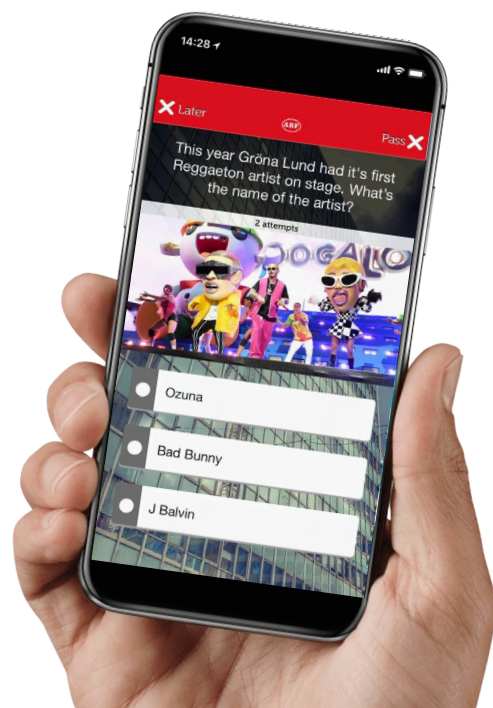 14:28
Later
ABF
Pass
This year Gröna Lund had it's first
Reggaeton artist on stage. What's
the name of the artist?
2 attempts
OOGALOO
Ozuna
Bad Bunny
J Balvin